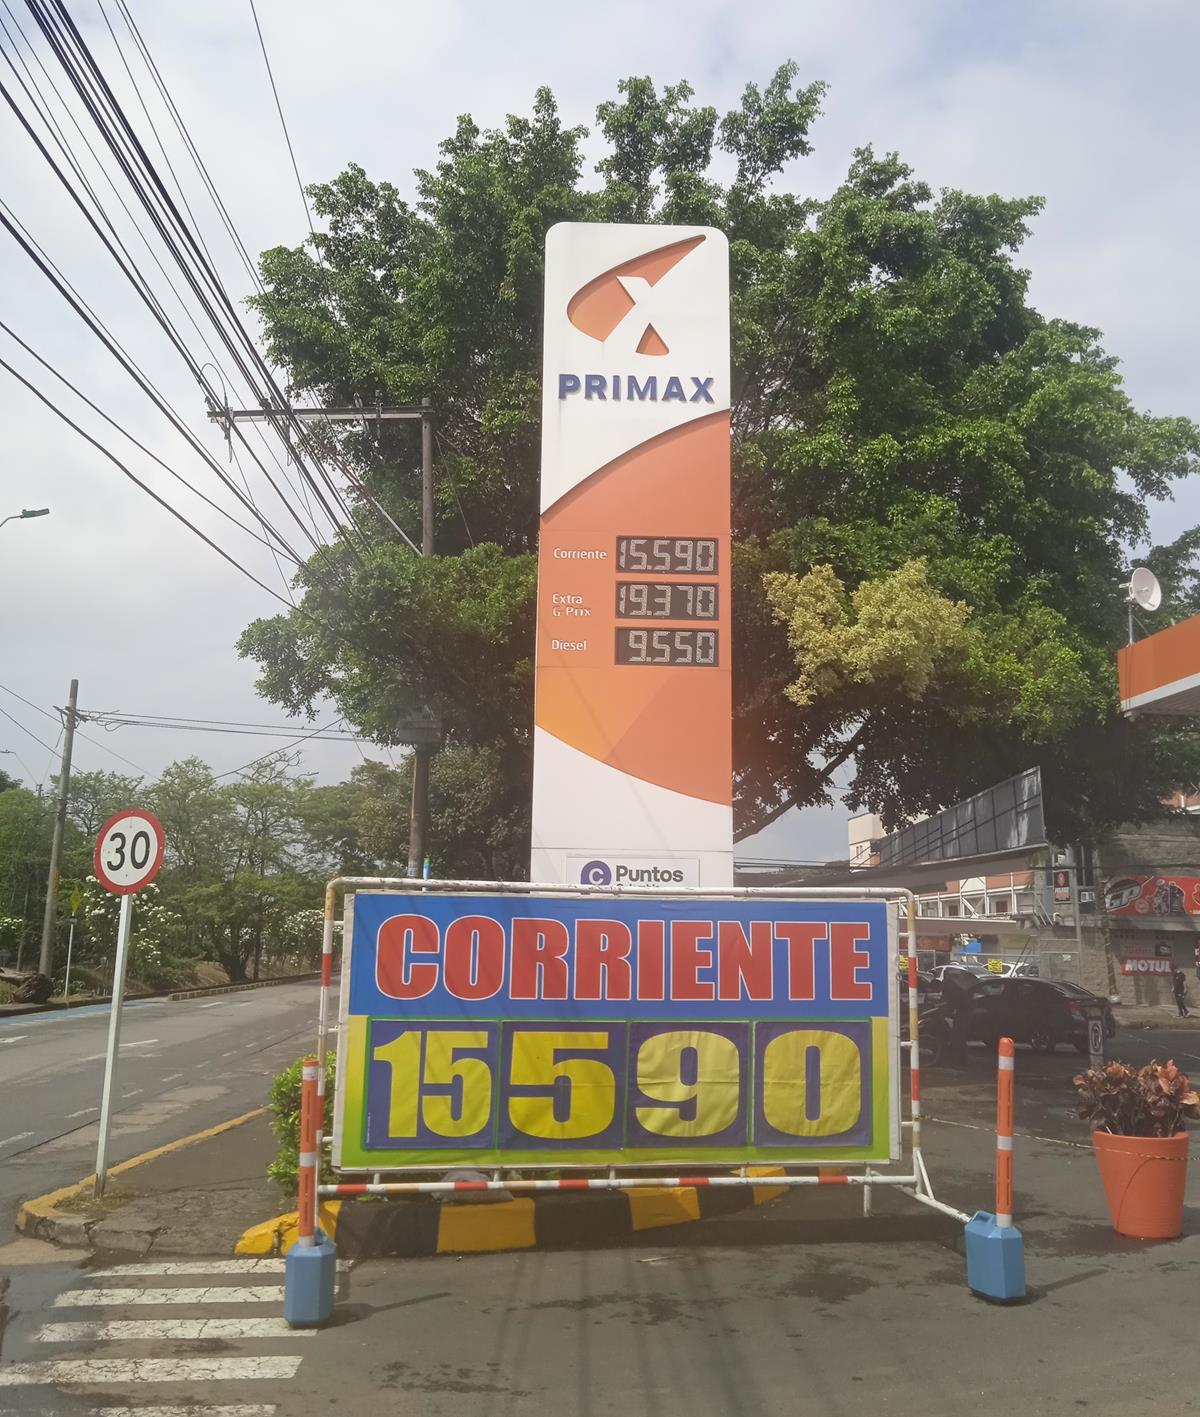 PRIMAX
Corriente 15.590
Extra
G-Prix 19.370
Diesel 9.550
30
C Puntos
CORRIENTE
15590
MOTUL